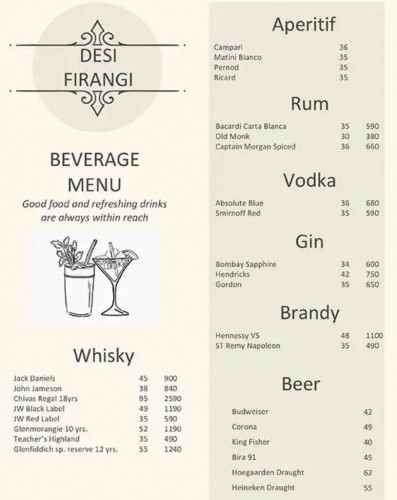 DESI
FIRANGI
BEVERAGE
MENU
Good food and refreshing drinks
are always within reach
Whisky
Jack Daniels 45 900
John Jameson 38 840
Chivas Regal 18yrs 95 2590
JW Black Label 49 1190
JW Red Label 35 590
Glenmorangie 10 yrs. 52 1190
Teacher's Highland 35 490
Glenfiddich sp. reserve 12 yrs. 55 1240
Aperitif
Campari 36
Matini Bianco 35
Pernod 35
Ricard 35
Rum
Bacardi Carta Blanca 35 590
Old Monk 30 380
Captain Morgan Spiced 36 660
Vodka
Absolute Blue 36 680
Smirnoff Red 35 590
Gin
Bombay Sapphire 34 600
Hendricks 42 750
Gordon 35 650
Brandy
Hennessy VS 48 1100
ST Remy Napoleon 35 490
Beer
Budweiser 42
Corona 49
King Fisher 40
Bira 91 45
Hoegaarden Draught 62
Heineken Draught 55